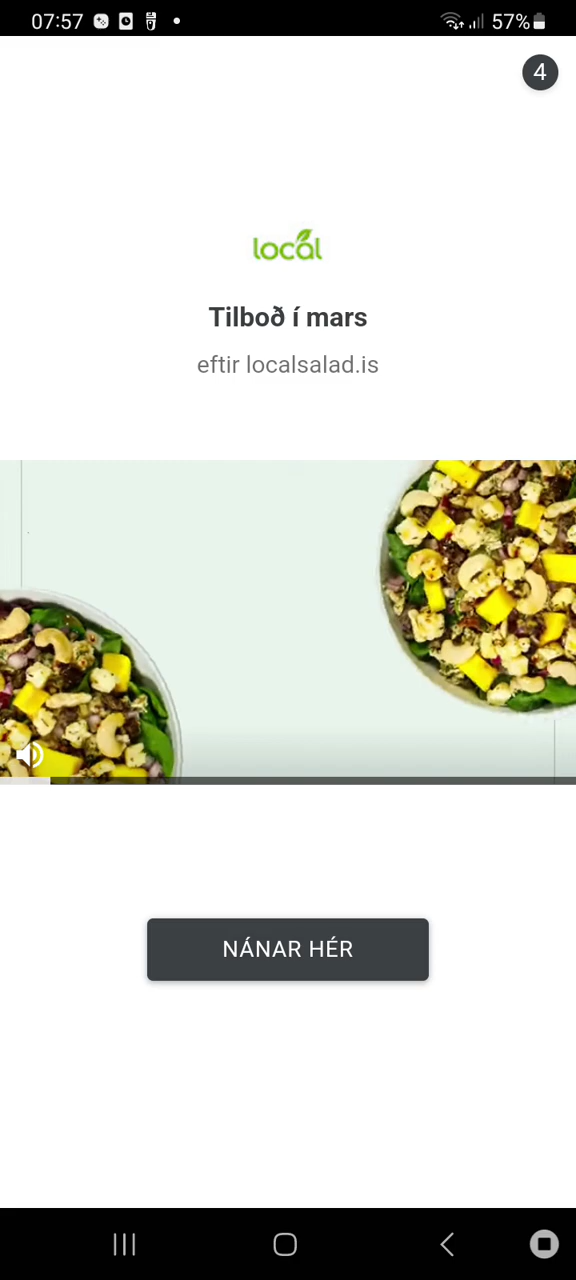 07:57
57%
4
local
Tilboð í mars
eftir localsalad.is
NÁNAR HÉR